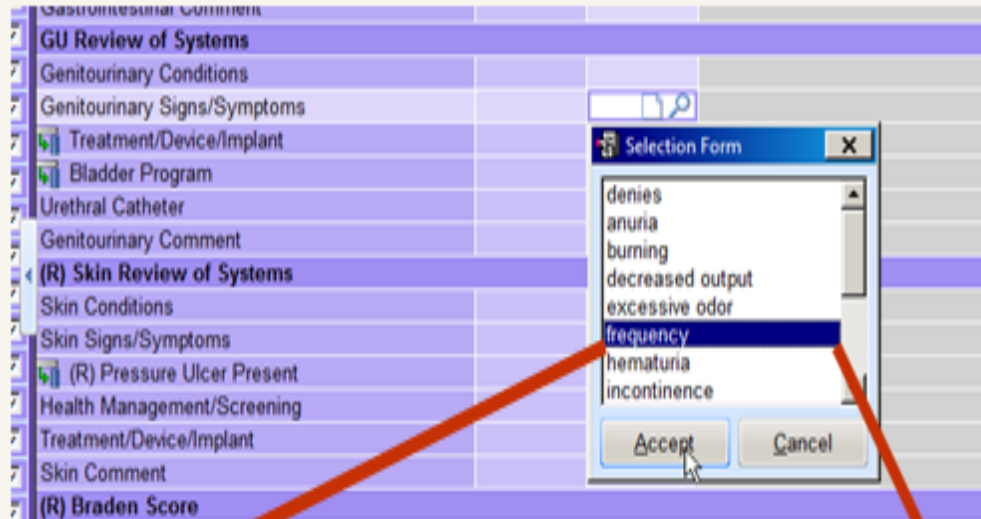 Gastrointestinal Comment
GU Review of Systems
Genitourinary Conditions
Genitourinary Signs/Symptoms
Treatment/Device/Implant
Bladder Program
Urethral Catheter
Genitourinary Comment
(R) Skin Review of Systems
Skin Conditions
Skin Signs/Symptoms
(R) Pressure Ulcer Present
Health Management/Screening
Treatment/Device/Implant
Skin Comment
(R) Braden Score
Selection Form
denies
anuria
burning
decreased output
excessive odor
frequency
hematuria
incontinence
Accept
Cancel